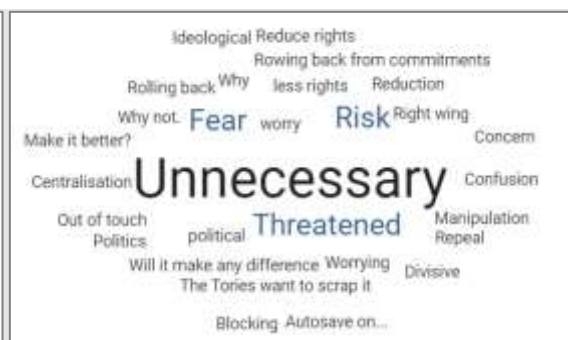 Ideological Reduce rights
Rowing back from commitments
Rolling back Why less rights Reduction
Why not. Fear worry Risk Right wing
Make it better? Concern
Centralisation Unnecessary Confusion
Out of touch Threatened Manipulation
Politics political Repeal
Will it make any difference Worrying Divisive
The Tories want to scrap it
Blocking Autosave on...